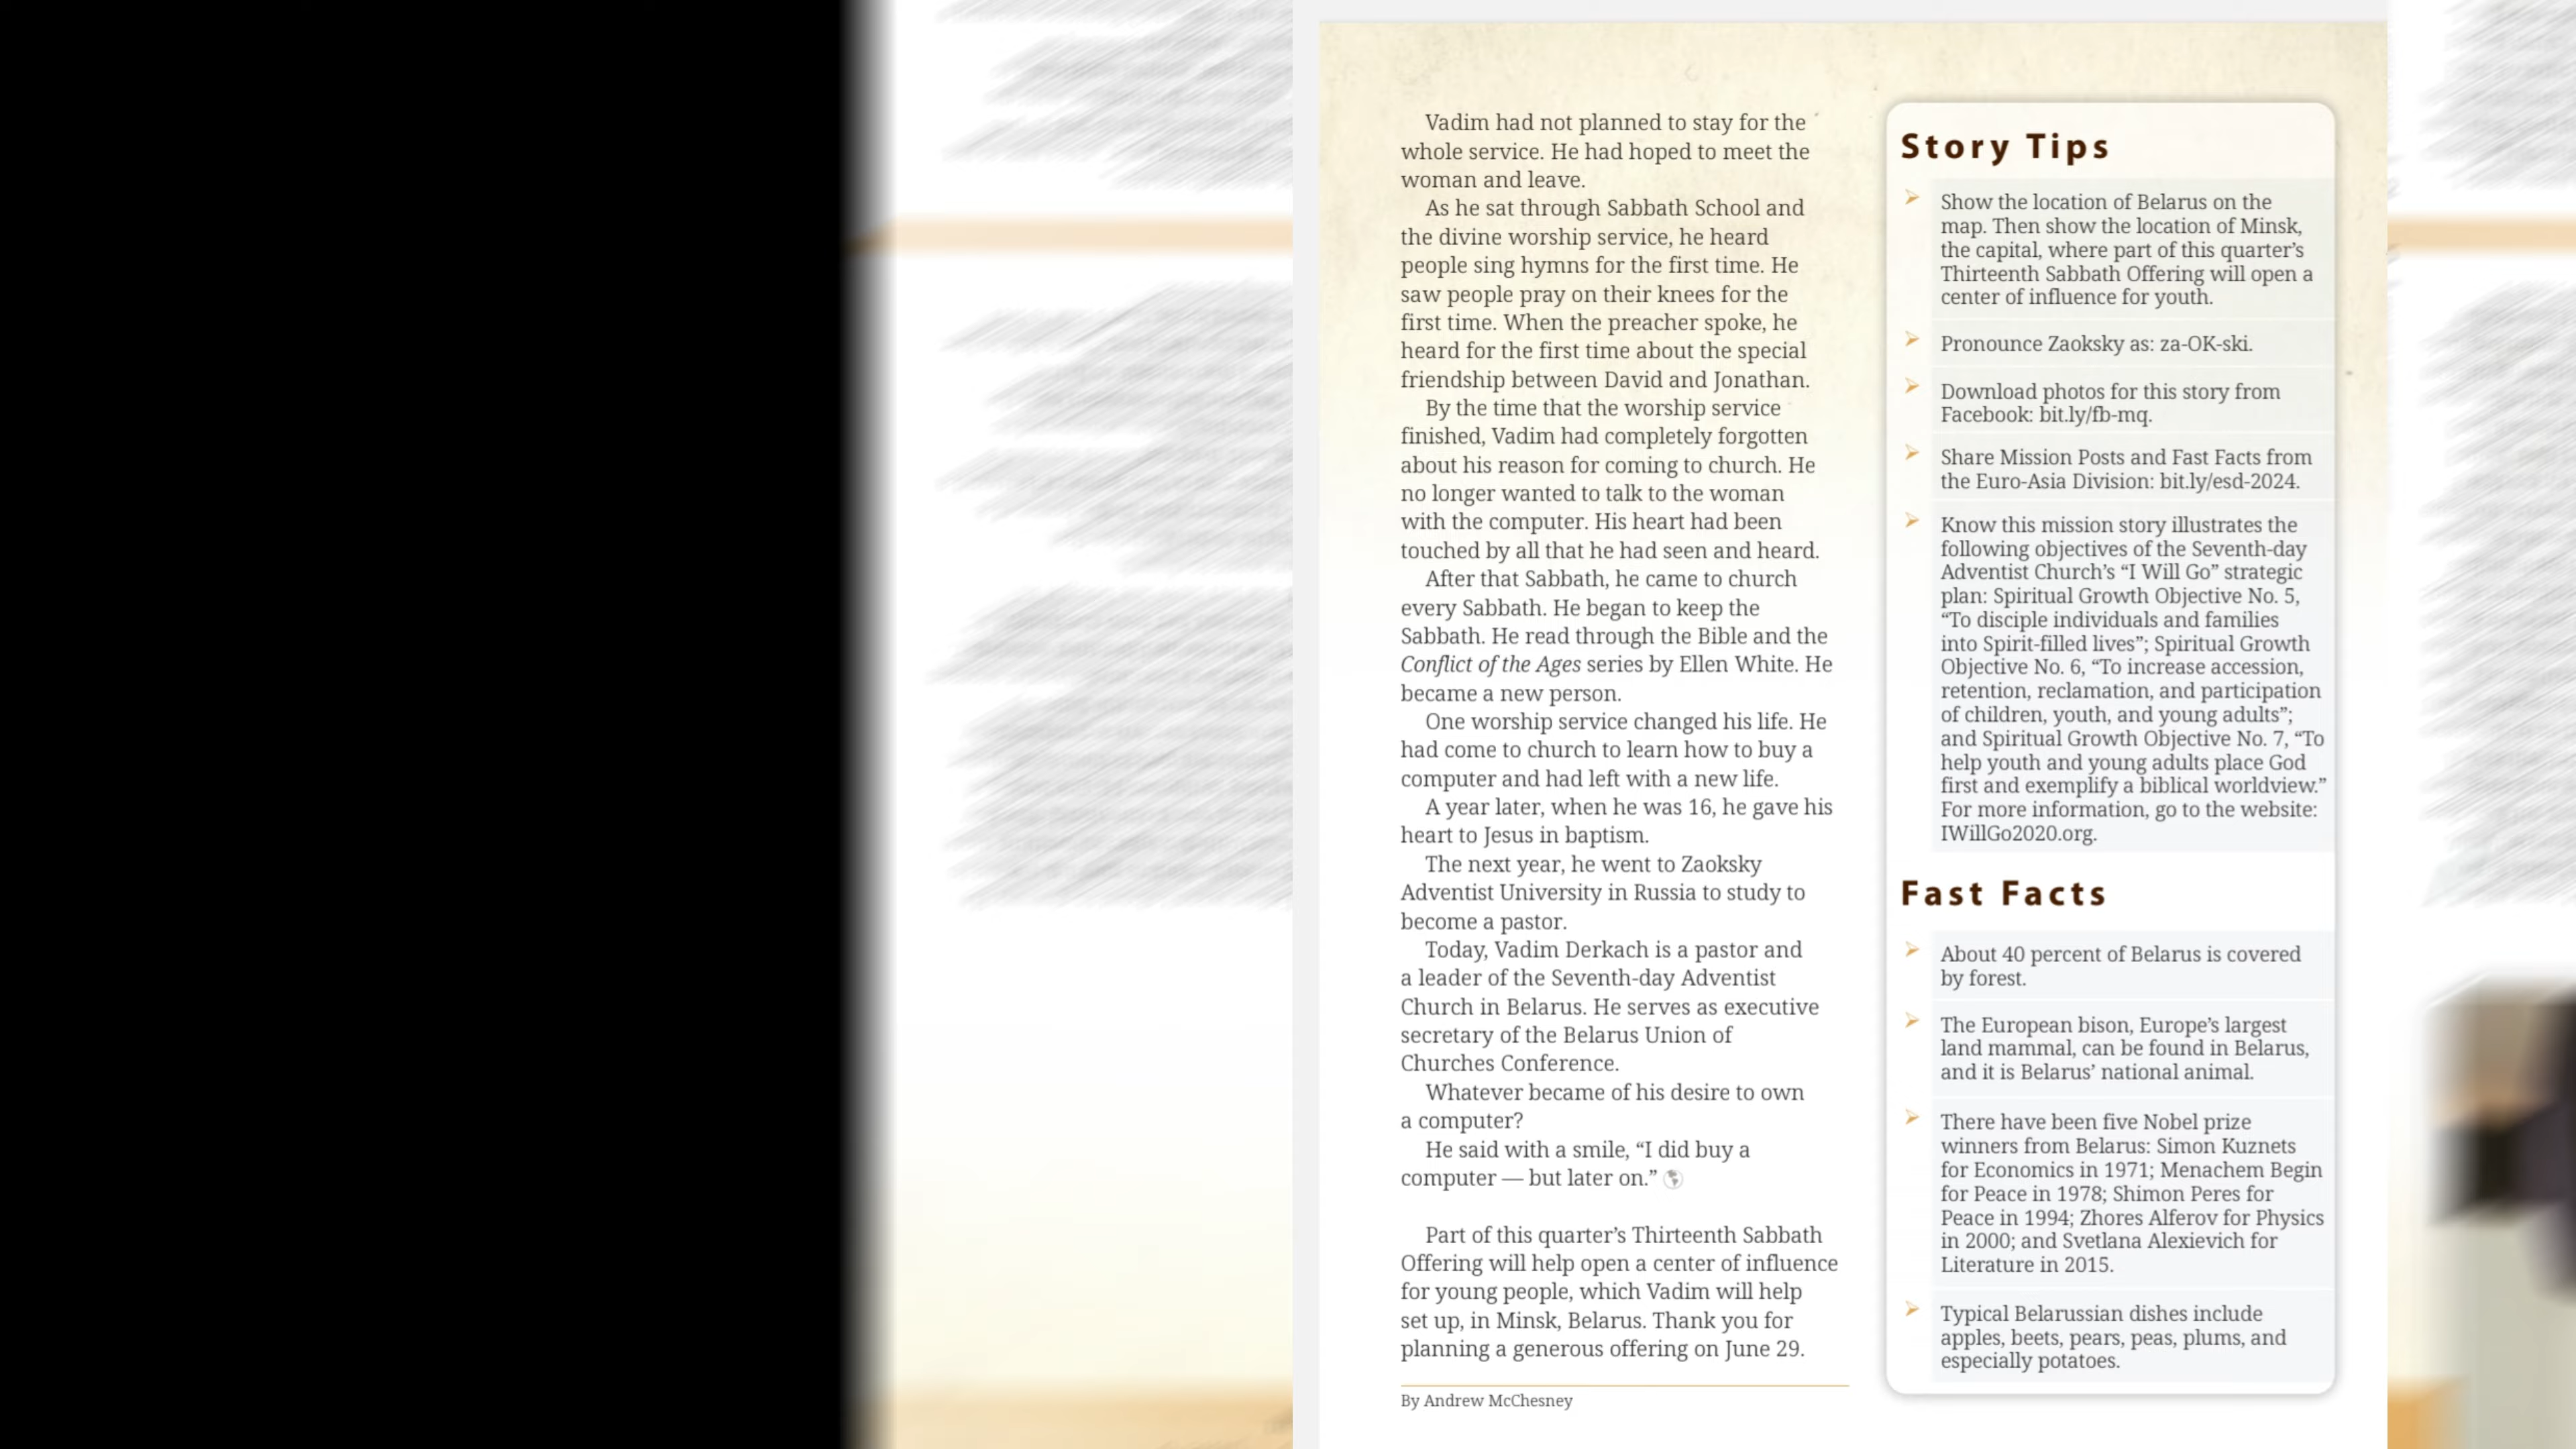 Vadim had not planned to stay for the
whole service. He had hoped to meet the
woman and leave.
As he sat through Sabbath School and
the divine worship service, he heard
people sing hymns for the first time. He
saw people pray on their knees for the
first time. When the preacher spoke, he
heard for the first time about the special
friendship between David and Jonathan.
By the time that the worship service
finished, Vadim had completely forgotten
about his reason for coming to church. He
no longer wanted to talk to the woman
with the computer. His heart had been
touched by all that he had seen and heard.
After that Sabbath, he came to church
every Sabbath. He began to keep the
Sabbath. He read through the Bible and the
Conflict of the Ages series by Ellen White. He
became a new person.
One worship service changed his life. He
had come to church to learn how to buy a
computer and had left with a new life.
A year later, when he was 16, he gave his
heart to Jesus in baptism.
The next year, he went to Zaoksky
Adventist University in Russia to study to
become a pastor.
Today, Vadim Derkach is a pastor and
a leader of the Seventh-day Adventist
Church in Belarus. He serves as executive
secretary of the Belarus Union of
Churches Conference.
Whatever became of his desire to own
a computer?
He said with a smile, “I did buy a
computer — but later on.”
Part of this quarter’s Thirteenth Sabbath
Offering will help open a center of influence
for young people, which Vadim will help
set up, in Minsk, Belarus. Thank you for
planning a generous offering on June 29.
By Andrew McChesney
Story Tips
Show the location of Belarus on the
map. Then show the location of Minsk,
the capital, where part of this quarter’s
Thirteenth Sabbath Offering will open a
center of influence for youth.
Pronounce Zaoksky as: za-OK-ski.
Download photos for this story from
Facebook: bit.ly/fb-mq.
Share Mission Posts and Fast Facts from
the Euro-Asia Division: bit.ly/esd-2024.
Know this mission story illustrates the
following objectives of the Seventh-day
Adventist Church’s “I Will Go” strategic
plan: Spiritual Growth Objective No. 5,
“To disciple individuals and families
into Spirit-filled lives”; Spiritual Growth
Objective No. 6, “To increase accession,
retention, reclamation, and participation
of children, youth, and young adults”;
and Spiritual Growth Objective No. 7, “To
help youth and young adults place God
first and exemplify a biblical worldview.”
For more information, go to the website:
IWillGo2020.org.
Fast Facts
About 40 percent of Belarus is covered
by forest.
The European bison, Europe’s largest
land mammal, can be found in Belarus,
and it is Belarus’ national animal.
There have been five Nobel prize
winners from Belarus: Simon Kuznets
for Economics in 1971; Menachem Begin
for Peace in 1978; Shimon Peres for
Peace in 1994; Zhores Alferov for Physics
in 2000; and Svetlana Alexievich for
Literature in 2015.
Typical Belarussian dishes include
apples, beets, pears, peas, plums, and
especially potatoes.